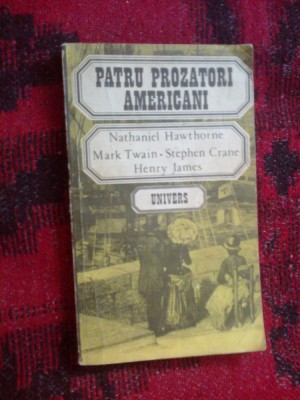 PATRU PROZATORI
AMERICANI
Nathaniel Hawthorne
Mark Twain • Stephen Crane
Henry James
UNIVERS